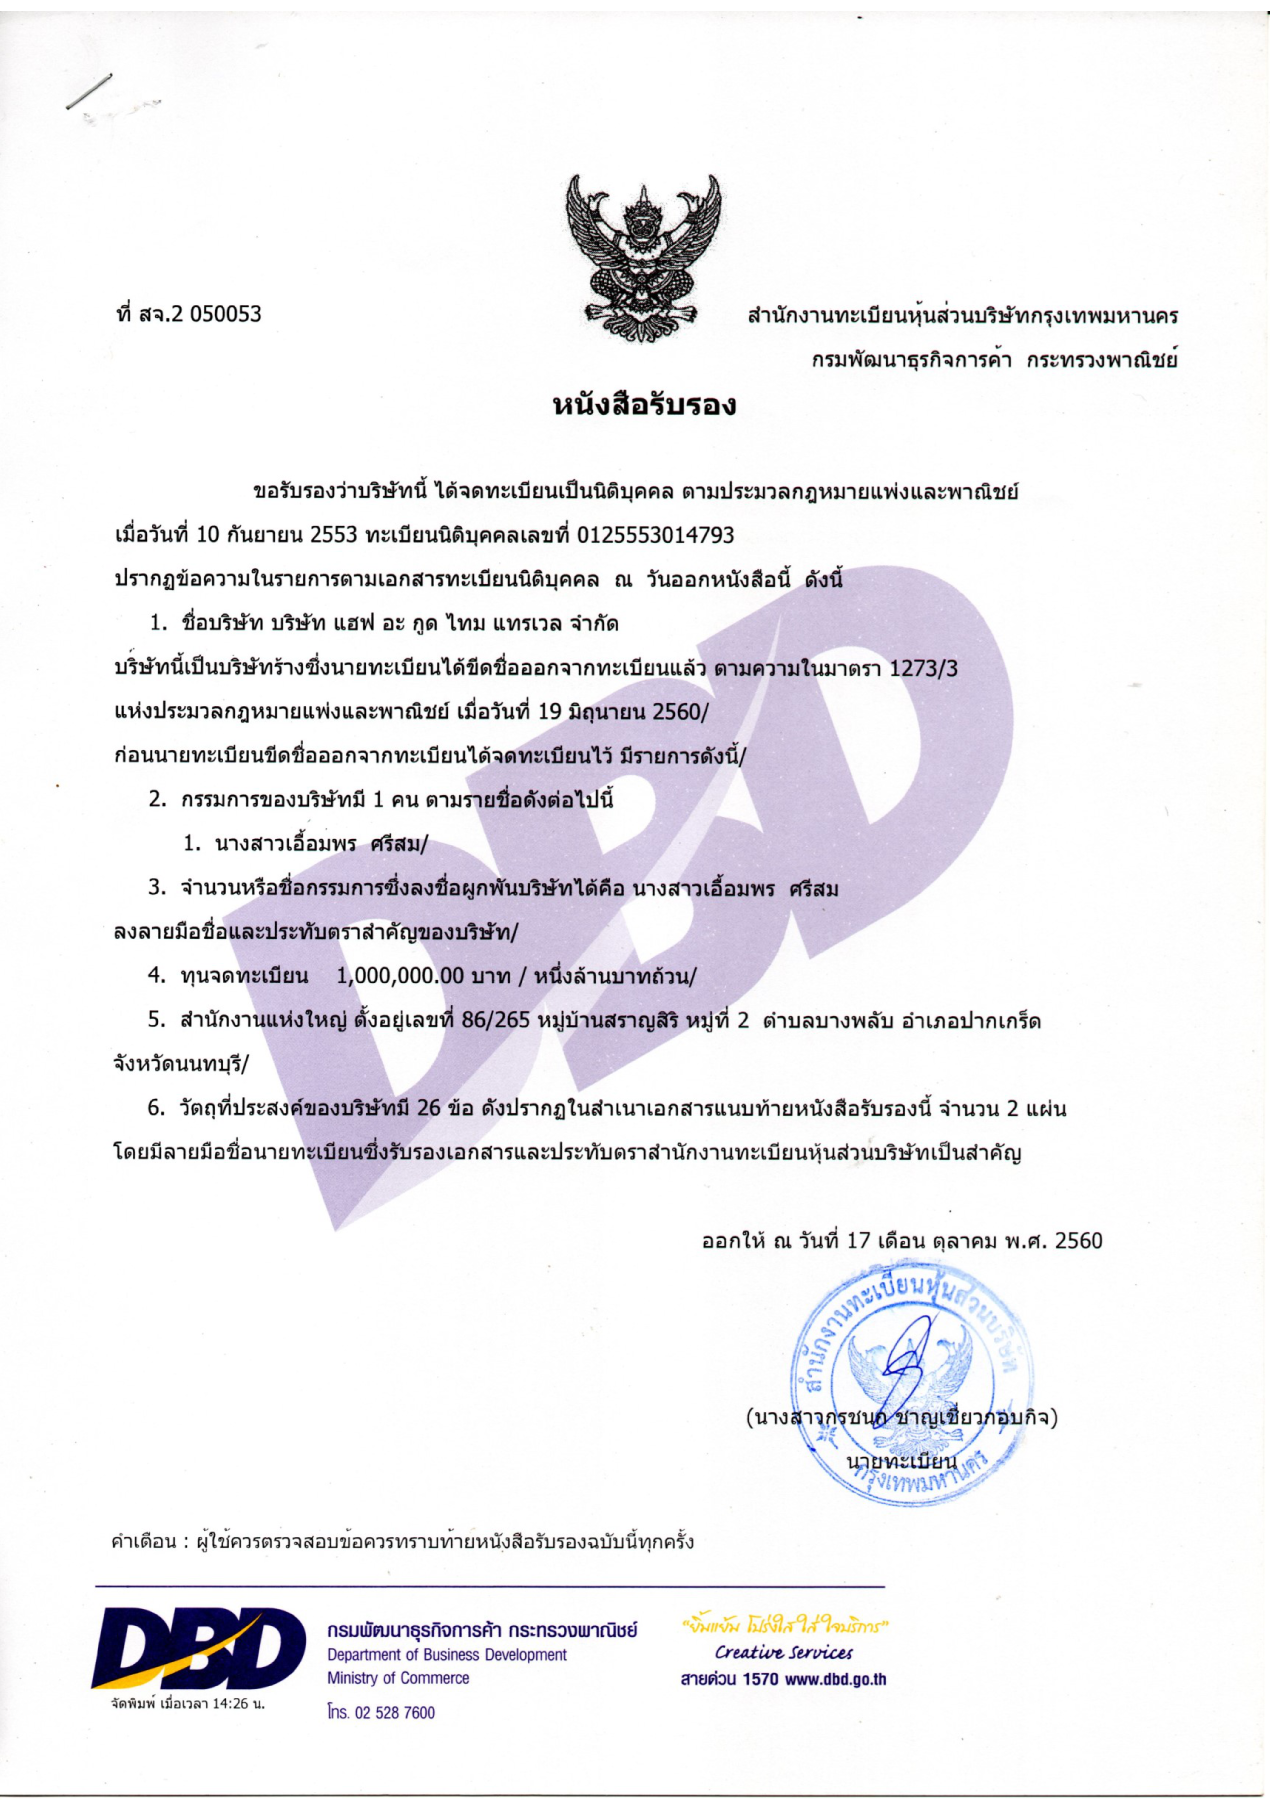 ที่ สจ.2 050053
สำนักงานทะเบียนหุ้นส่วนบริษัทกรุงเทพมหานคร
กรมพัฒนาธุรกิจการค้า กระทรวงพาณิชย์
หนังสือรับรอง
ขอรับรองว่าบริษัทนี้ ได้จดทะเบียนเป็นนิติบุคคล ตามประมวลกฎหมายแพ่งและพาณิชย์
เมื่อวันที่ 10 กันยายน 2553 ทะเบียนนิติบุคคลเลขที่ 0125553014793
ปรากฏข้อความในรายการตามเอกสารทะเบียนนิติบุคคล ณ วันออกหนังสือนี้ ดังนี้
1. ชื่อบริษัท บริษัท แฮฟ อะ กูด ไทม แทรเวล จำกัด
บริษัทนี้เป็นบริษัทร้างซึ่งนายทะเบียนได้ขีดชื่อออกจากทะเบียนแล้ว ตามความในมาตรา 1273/3
แห่งประมวลกฎหมายแพ่งและพาณิชย์ เมื่อวันที่ 19 มิถุนายน 2560/
ก่อนนายทะเบียนขีดชื่อออกจากทะเบียนได้จดทะเบียนไว้ มีรายการดังนี้/
2. กรรมการของบริษัทมี 1 คน ตามรายชื่อดังต่อไปนี้
1. นางสาวเอื้อมพร ศรีสม/
3. จำนวนหรือชื่อกรรมการซึ่งลงชื่อผูกพันบริษัทได้คือ นางสาวเอื้อมพร ศรีสม
ลงลายมือชื่อและประทับตราสำคัญของบริษัท/
4. ทุนจดทะเบียน 1,000,000.00 บาท / หนึ่งล้านบาทถ้วน/
5. สำนักงานแห่งใหญ่ ตั้งอยู่เลขที่ 86/265 หมู่บ้านสราญสิริ หมู่ที่ 2 ตำบลบางพลับ อำเภอปากเกร็ด
จังหวัดนนทบุรี/
6. วัตถุที่ประสงค์ของบริษัทมี 26 ข้อ ดังปรากฏในสำเนาเอกสารแนบท้ายหนังสือรับรองนี้ จำนวน 2 แผ่น
โดยมีลายมือชื่อนายทะเบียนซึ่งรับรองเอกสารและประทับตราสำนักงานทะเบียนหุ้นส่วนบริษัทเป็นสำคัญ
DBD
ออกให้ ณ วันที่ 17 เดือน ตุลาคม พ.ศ. 2560
สำนักงานทะเบียนหุ้นส่วนบริษัท
(นางสาวกรชนก ชาญเชี่ยวกอบกิจ)
นายทะเบียน
กรุงเทพมหานคร
คำเตือน : ผู้ใช้ควรตรวจสอบข้อควรทราบท้ายหนังสือรับรองฉบับนี้ทุกครั้ง
DBD
จัดพิมพ์ เมื่อเวลา 14:26 น.
กรมพัฒนาธุรกิจการค้า กระทรวงพาณิชย์
Department of Business Development
Ministry of Commerce
โทร. 02 528 7600
"ยิ้มแย้ม โปร่งใส ใส่ใจบริการ"
Creative Services
สายด่วน 1570 www.dbd.go.th